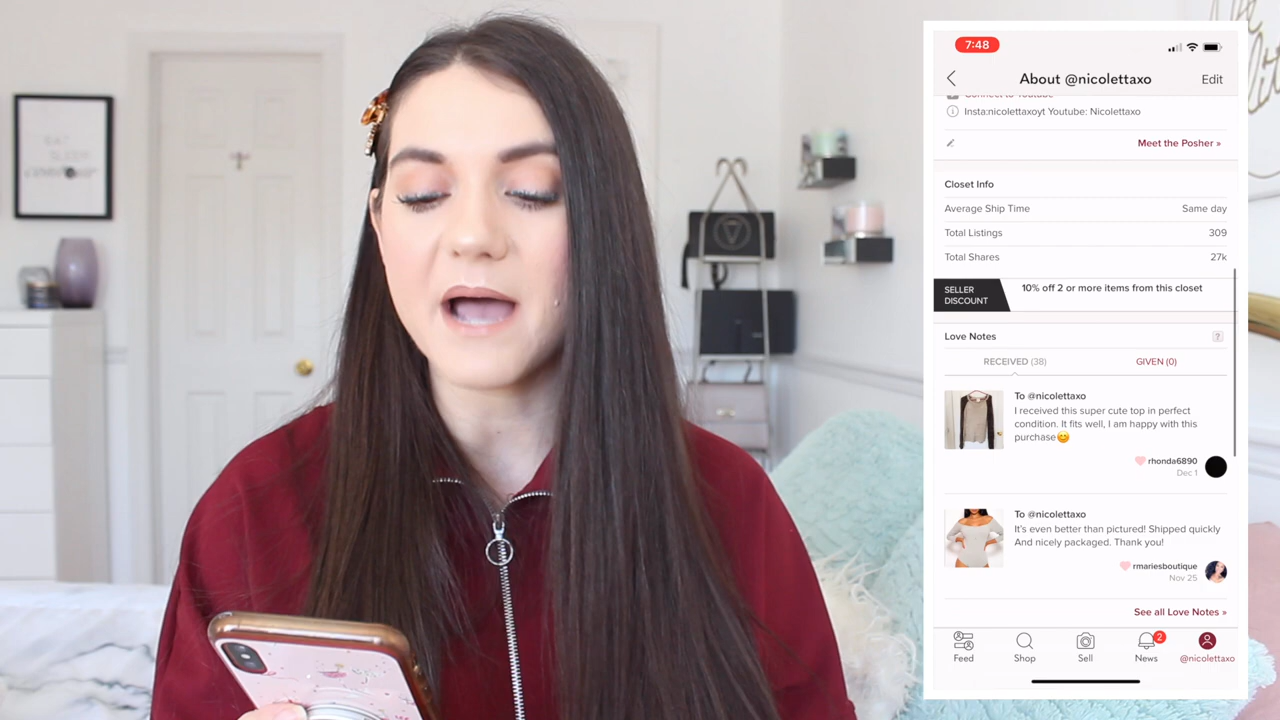 7:48
About @nicolettaxo
Edit
Connect to Youtube
Insta:nicolettaxoyt Youtube: Nicolettaxo
Meet the Posher »
Closet Info
Average Ship Time Same day
Total Listings 309
Total Shares 27k
SELLER
DISCOUNT
10% off 2 or more items from this closet
Love Notes ?
RECEIVED (38) GIVEN (0)
To @nicolettaxo
I received this super cute top in perfect
condition. It fits well, I am happy with this
purchase😊
rhonda6890
Dec 1
To @nicolettaxo
It's even better than pictured! Shipped quickly
And nicely packaged. Thank you!
rmariesboutique
Nov 25
See all Love Notes »
2
Feed Shop Sell News @nicolettaxo